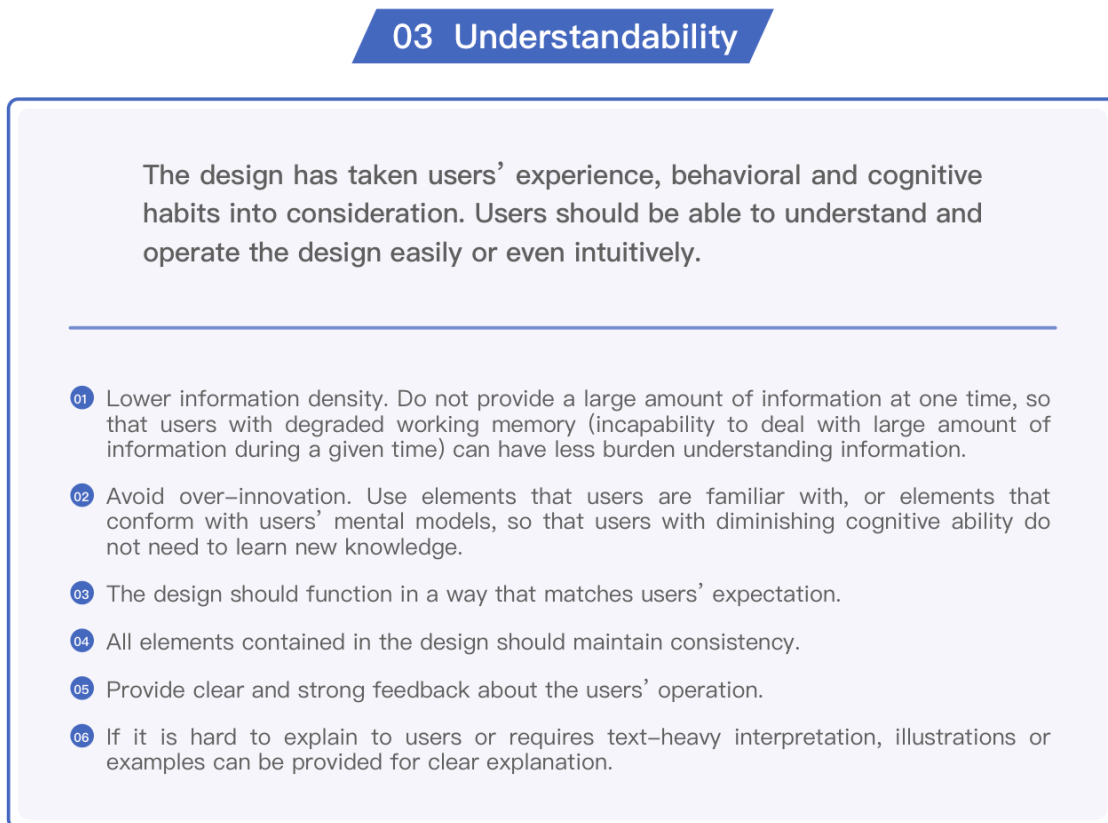 03 Understandability
The design has taken users’ experience, behavioral and cognitive
habits into consideration. Users should be able to understand and
operate the design easily or even intuitively.
01 Lower information density. Do not provide a large amount of information at one time, so
that users with degraded working memory (incapability to deal with large amount of
information during a given time) can have less burden understanding information.
02 Avoid over-innovation. Use elements that users are familiar with, or elements that
conform with users’ mental models, so that users with diminishing cognitive ability do
not need to learn new knowledge.
03 The design should function in a way that matches users’ expectation.
04 All elements contained in the design should maintain consistency.
05 Provide clear and strong feedback about the users’ operation.
06 If it is hard to explain to users or requires text-heavy interpretation, illustrations or
examples can be provided for clear explanation.